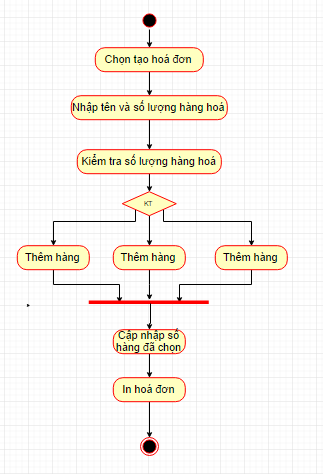 Chọn tạo hoá đơn
Nhập tên và số lượng hàng hoá
Kiểm tra số lượng hàng hoá
KT
Thêm hàng
Thêm hàng
Thêm hàng
Cập nhập số
hàng đã chọn
In hoá đơn